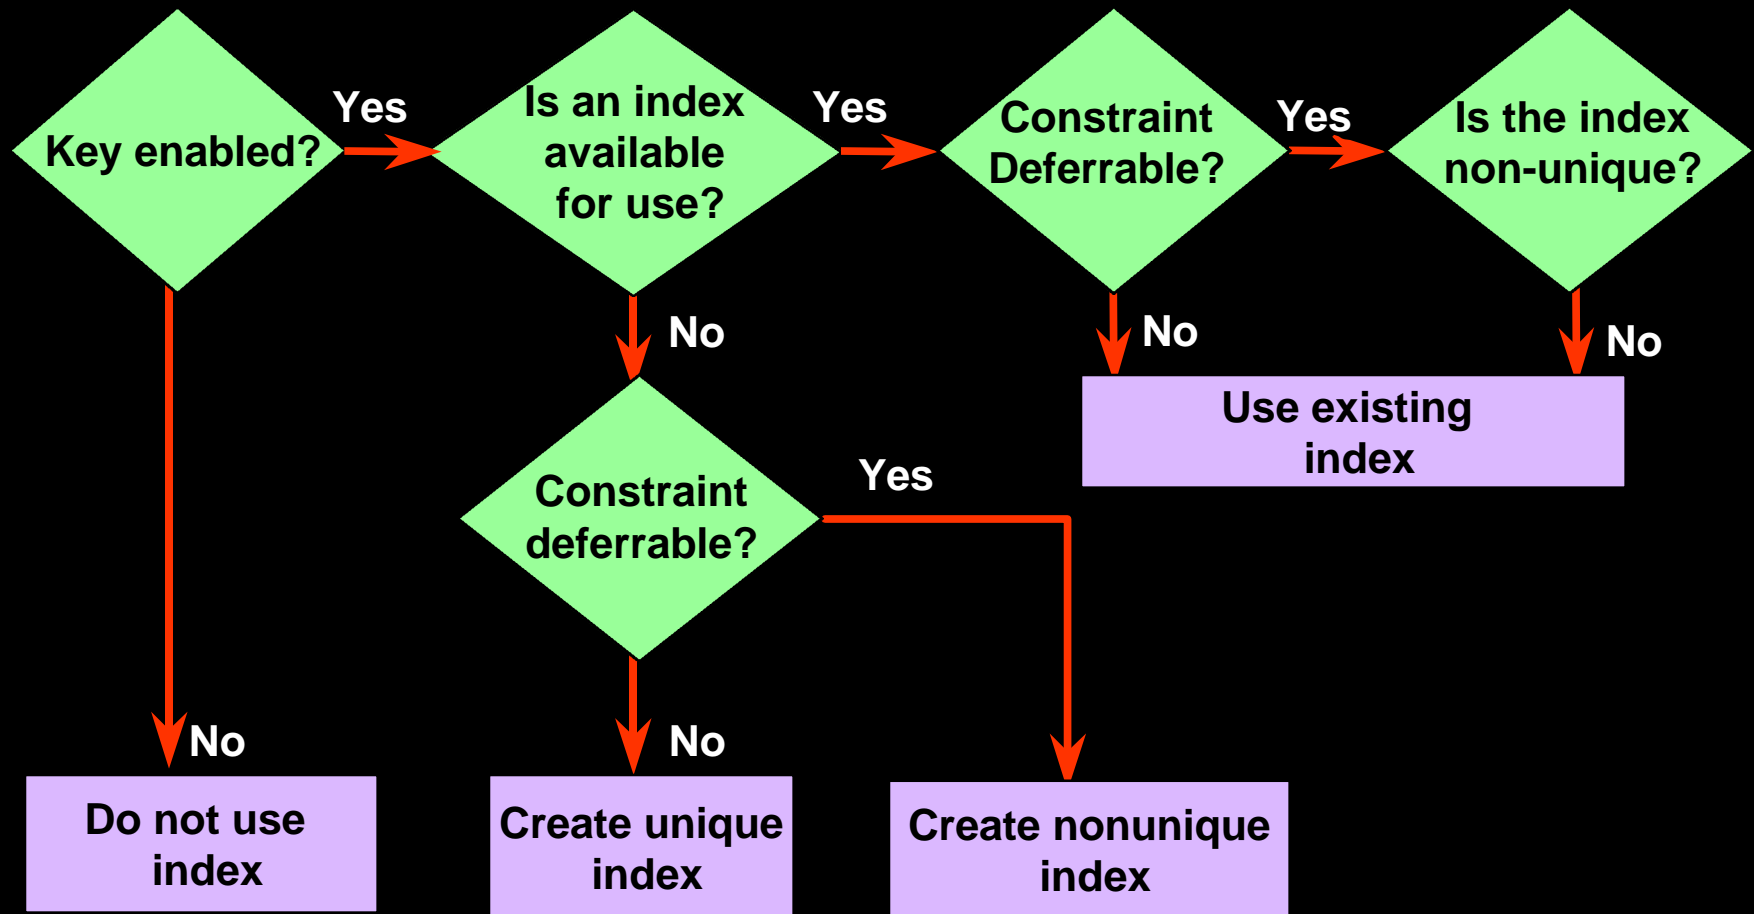 Key enabled?
Yes
Is an index
available
for use?
Yes
Constraint
Deferrable?
Yes
Is the index
non-unique?
No
No
No
Use existing
index
Constraint
deferrable?
Yes
No
No
Do not use
index
Create unique
index
Create nonunique
index